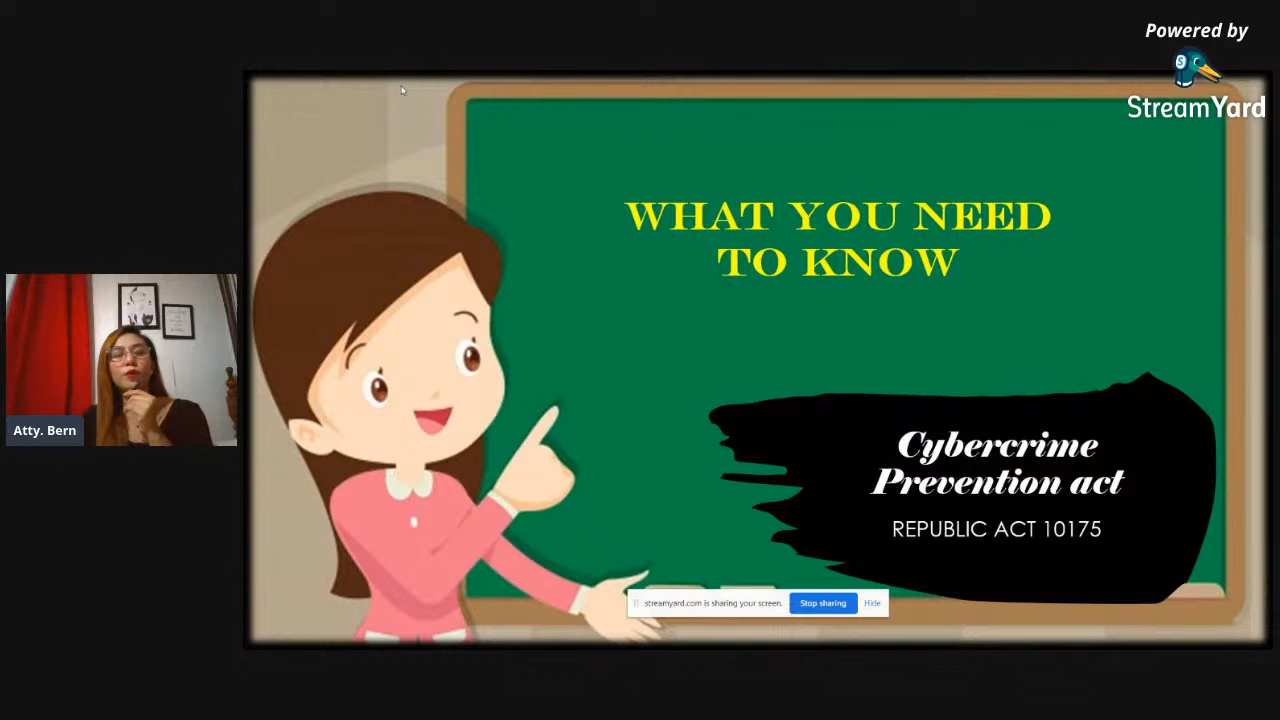 Powered by
StreamYard
WHAT YOU NEED
TO KNOW
Cybercrime
Prevention act
REPUBLIC ACT 10175
Atty. Bern
streamyard.com is sharing your screen.
Stop sharing
Hide